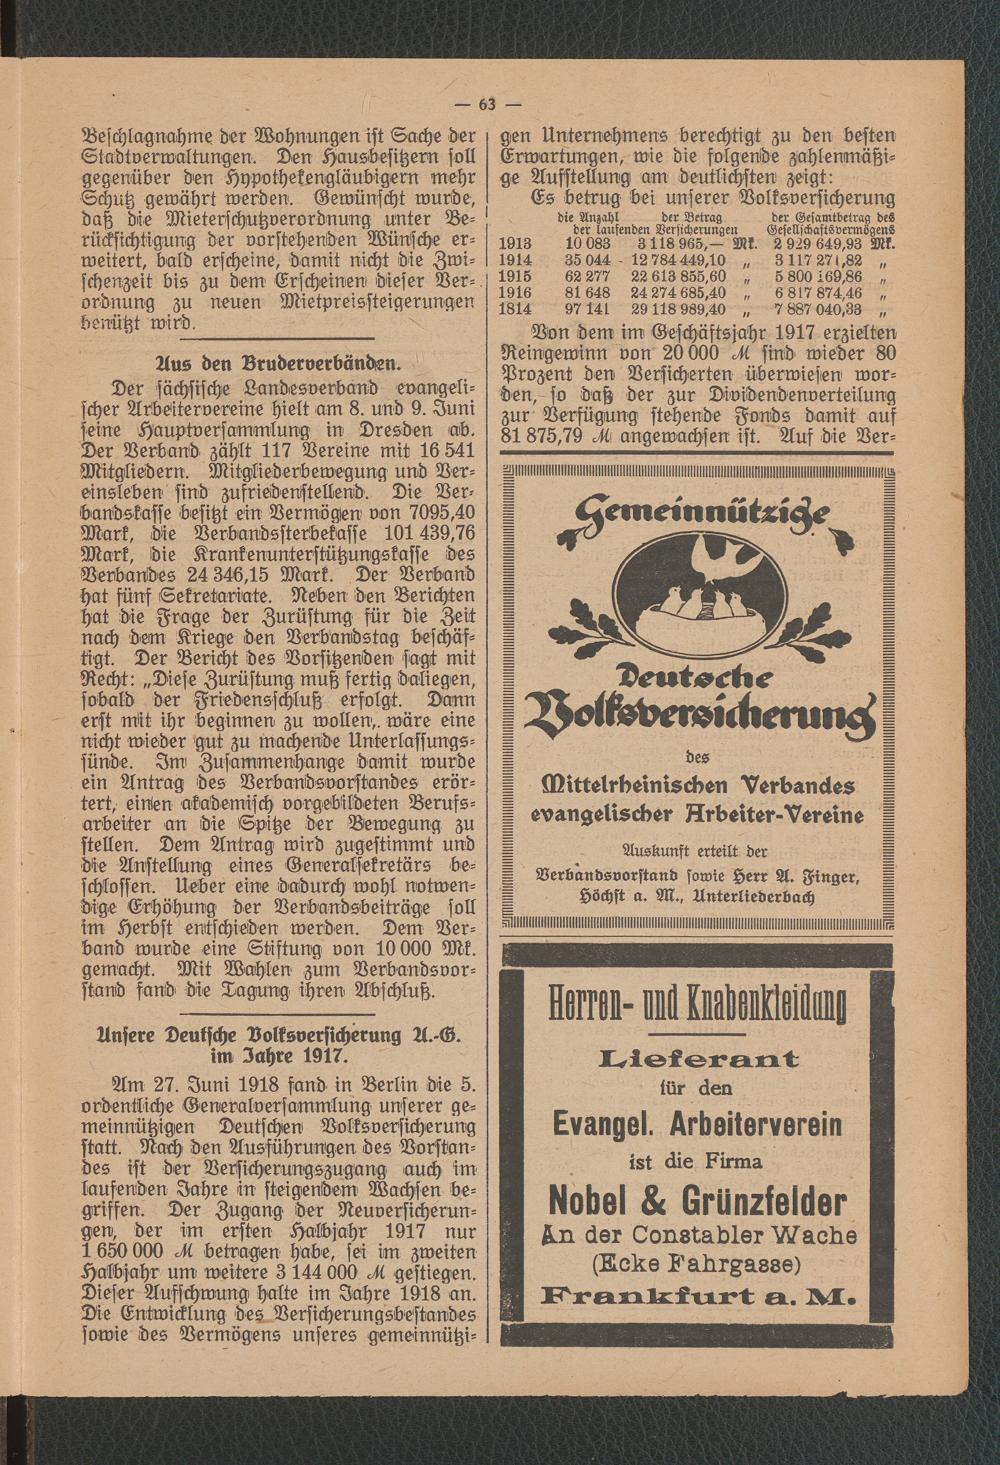 — 63 —
Beschlagnahme der Wohnungen ist Sache der
Stadtverwaltungen. Den Hausbesitzern soll
gegenüber den Hypothekengläubigern mehr
Schutz gewährt werden. Gewünscht wurde,
daß die Mieterschutzverordnung unter Be-
rücksichtigung der vorstehenden Wünsche er-
weitert, bald erscheine, damit nicht die Zwi-
schenzeit bis zu dem Erscheinen dieser Ver-
ordnung zu neuen Mietpreissteigerungen
benützt wird.
Aus den Bruderverbänden.
Der sächsische Landesverband evangeli-
scher Arbeitervereine hielt am 8. und 9. Juni
seine Hauptversammlung in Dresden ab.
Der Verband zählt 117 Vereine mit 16 541
Mitgliedern. Mitgliederbewegung und Ver-
einsleben sind zufriedenstellend. Die Ver-
bandskasse besitzt ein Vermögen von 7095,40
Mark, die Verbandssterbekasse 101 439,76
Mark, die Krankenunterstützungskasse des
Verbandes 24 346,15 Mark. Der Verband
hat fünf Sekretariate. Neben den Berichten
hat die Frage der Zurüstung für die Zeit
nach dem Kriege den Verbandstag beschäf-
tigt. Der Bericht des Vorsitzenden sagt mit
Recht: „Diese Zurüstung muß fertig daliegen,
sobald der Friedensschluß erfolgt. Dann
erst mit ihr beginnen zu wollen, wäre eine
nicht wieder gut zu machende Unterlassungs-
sünde. Im Zusammenhange damit wurde
ein Antrag des Verbandsvorstandes erör-
tert, einen akademisch vorgebildeten Berufs-
arbeiter an die Spitze der Bewegung zu
stellen. Dem Antrag wird zugestimmt und
die Anstellung eines Generalsekretärs be-
schlossen. Ueber eine dadurch wohl notwen-
dige Erhöhung der Verbandsbeiträge soll
im Herbst entschieden werden. Dem Ver-
band wurde eine Stiftung von 10 000 Mk.
gemacht. Mit Wahlen zum Verbandsvor-
stand fand die Tagung ihren Abschluß.
Unsere Deutsche Volksversicherung A.-G.
im Jahre 1917.
Am 27. Juni 1918 fand in Berlin die 5.
ordentliche Generalversammlung unserer ge-
meinnützigen Deutschen Volksversicherung
statt. Nach den Ausführungen des Vorstan-
des ist der Versicherungszugang auch im
laufenden Jahre in steigendem Wachsen be-
griffen. Der Zugang der Neuversicherun-
gen, der im ersten Halbjahr 1917 nur
1 650 000 M betragen habe, sei im zweiten
Halbjahr um weitere 3 144 000 M gestiegen.
Dieser Aufschwung halte im Jahre 1918 an.
Die Entwicklung des Versicherungsbestandes
sowie des Vermögens unseres gemeinnützi-
gen Unternehmens berechtigt zu den besten
Erwartungen, wie die folgende zahlenmäßi-
ge Aufstellung am deutlichsten zeigt:
Es betrug bei unserer Volksversicherung
die Anzahl der Betrag der Gesamtbetrag des
der laufenden Versicherungen Gesellschaftsvermögens
1913 10 083 3 118 965,— Mk. 2 929 649,93 Mk.
1914 35 044 - 12 784 449,10 „ 3 117 271,82 „
1915 62 277 22 613 855,60 „ 5 800 169,86 „
1916 81 648 24 274 685,40 „ 6 817 874,46 „
1814 97 141 29 118 989,40 „ 7 887 040,33 „
Von dem im Geschäftsjahr 1917 erzielten
Reingewinn von 20 000 M sind wieder 80
Prozent den Versicherten überwiesen wor-
den, so daß der zur Dividendenverteilung
zur Verfügung stehende Fonds damit auf
81 875,79 M angewachsen ist. Auf die Ver-
Gemeinnützige
Deutsche
Volksversicherung
des
Mittelrheinischen Verbandes
evangelischer Arbeiter-Vereine
Auskunft erteilt der
Verbandsvorstand sowie Herr A. Finger,
Höchst a. M., Unterliederbach
Herren- und Knabenkleidung
Lieferant
für den
Evangel. Arbeiterverein
ist die Firma
Nobel & Grünzfelder
An der Constabler Wache
(Ecke Fahrgasse)
Frankfurt a. M.